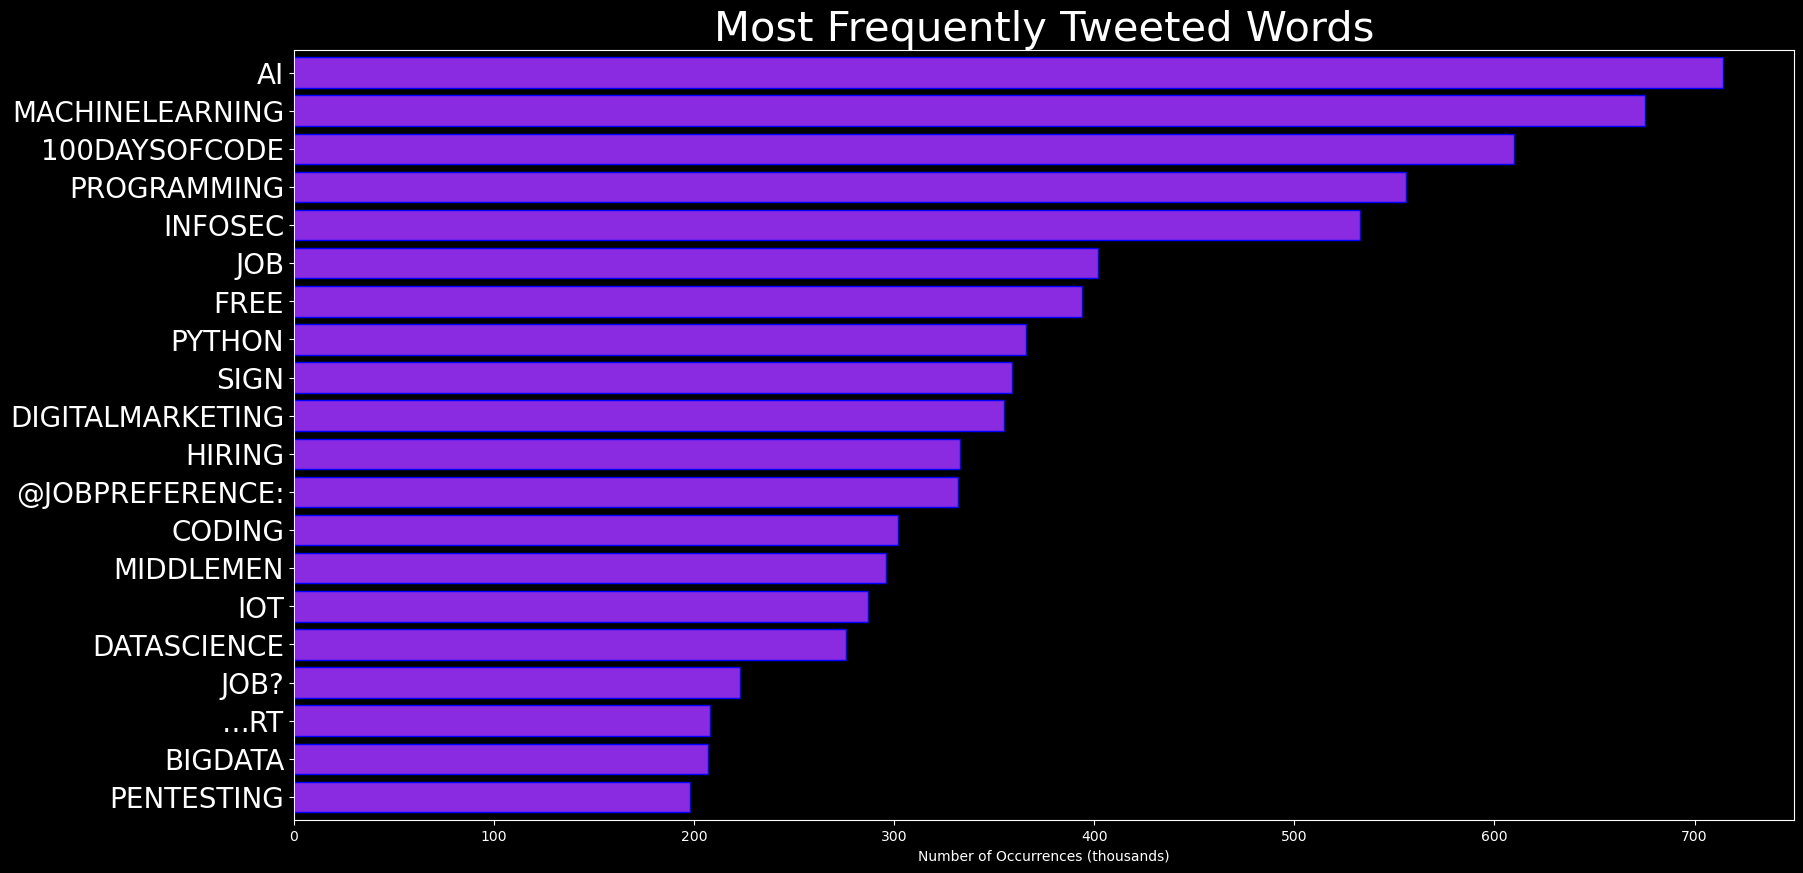 Most Frequently Tweeted Words
AI
MACHINELEARNING
100DAYSOFCODE
PROGRAMMING
INFOSEC
JOB
FREE
PYTHON
SIGN
DIGITALMARKETING
HIRING
@JOBPREFERENCE:
CODING
MIDDLEMEN
IOT
DATASCIENCE
JOB?
…RT
BIGDATA
PENTESTING
0 100 200 300 400 500 600 700
Number of Occurrences (thousands)